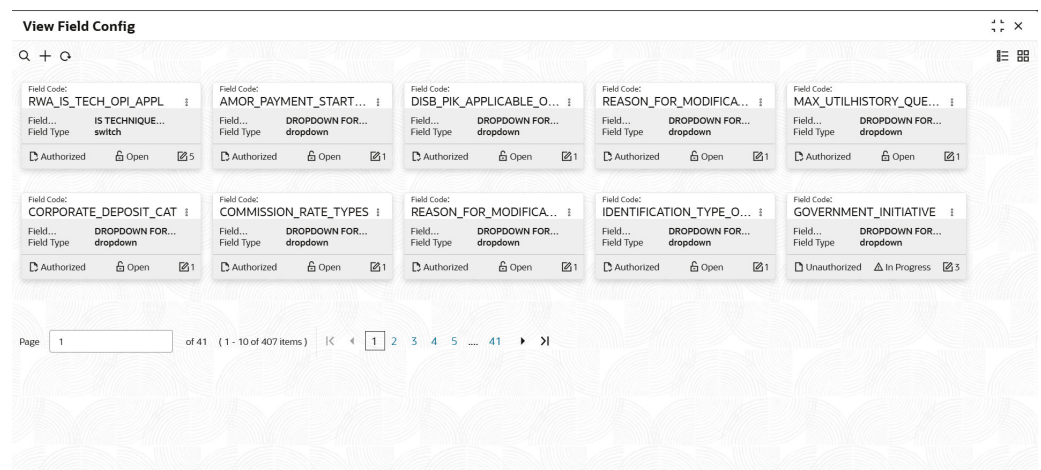 View Field Config
Field Code:
RWA_IS_TECH_OPI_APPL
Field... IS TECHNIQUE...
Field Type switch
Authorized Open 5
Field Code:
AMOR_PAYMENT_START...
Field... DROPDOWN FOR...
Field Type dropdown
Authorized Open 1
Field Code:
DISB_PIK_APPLICABLE_O...
Field... DROPDOWN FOR...
Field Type dropdown
Authorized Open 1
Field Code:
REASON_FOR_MODIFICA...
Field... DROPDOWN FOR...
Field Type dropdown
Authorized Open 1
Field Code:
MAX_UTILHISTORY_QUE...
Field... DROPDOWN FOR...
Field Type dropdown
Authorized Open 1
Field Code:
CORPORATE_DEPOSIT_CAT
Field... DROPDOWN FOR...
Field Type dropdown
Authorized Open 1
Field Code:
COMMISSION_RATE_TYPES
Field... DROPDOWN FOR...
Field Type dropdown
Authorized Open 1
Field Code:
REASON_FOR_MODIFICA...
Field... DROPDOWN FOR...
Field Type dropdown
Authorized Open 1
Field Code:
IDENTIFICATION_TYPE_O...
Field... DROPDOWN FOR...
Field Type dropdown
Authorized Open 1
Field Code:
GOVERNMENT_INITIATIVE
Field... DROPDOWN FOR...
Field Type dropdown
Unauthorized In Progress 3
Page 1 of 41 ( 1 - 10 of 407 items ) 1 2 3 4 5 .... 41